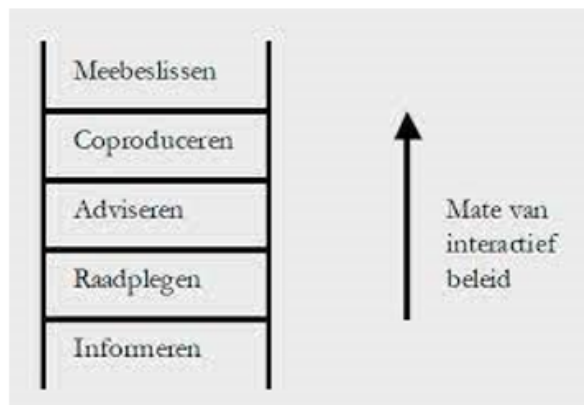 Meebeslissen
Coproduceren
Adviseren
Raadplegen
Informeren
Mate van
interactief
beleid